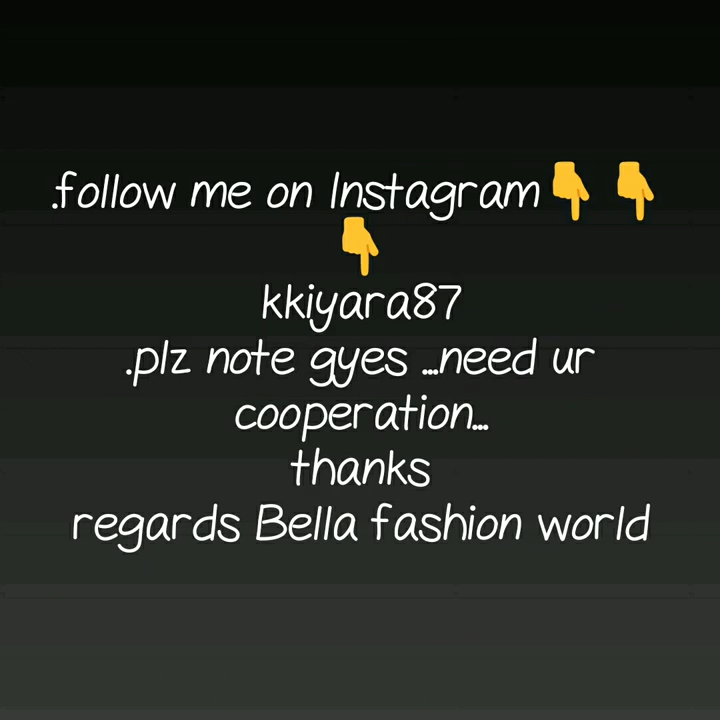 .follow me on Instagram👇 👇
👇
kkiyara87
.plz note gyes ...need ur
cooperation...
thanks
regards Bella fashion world